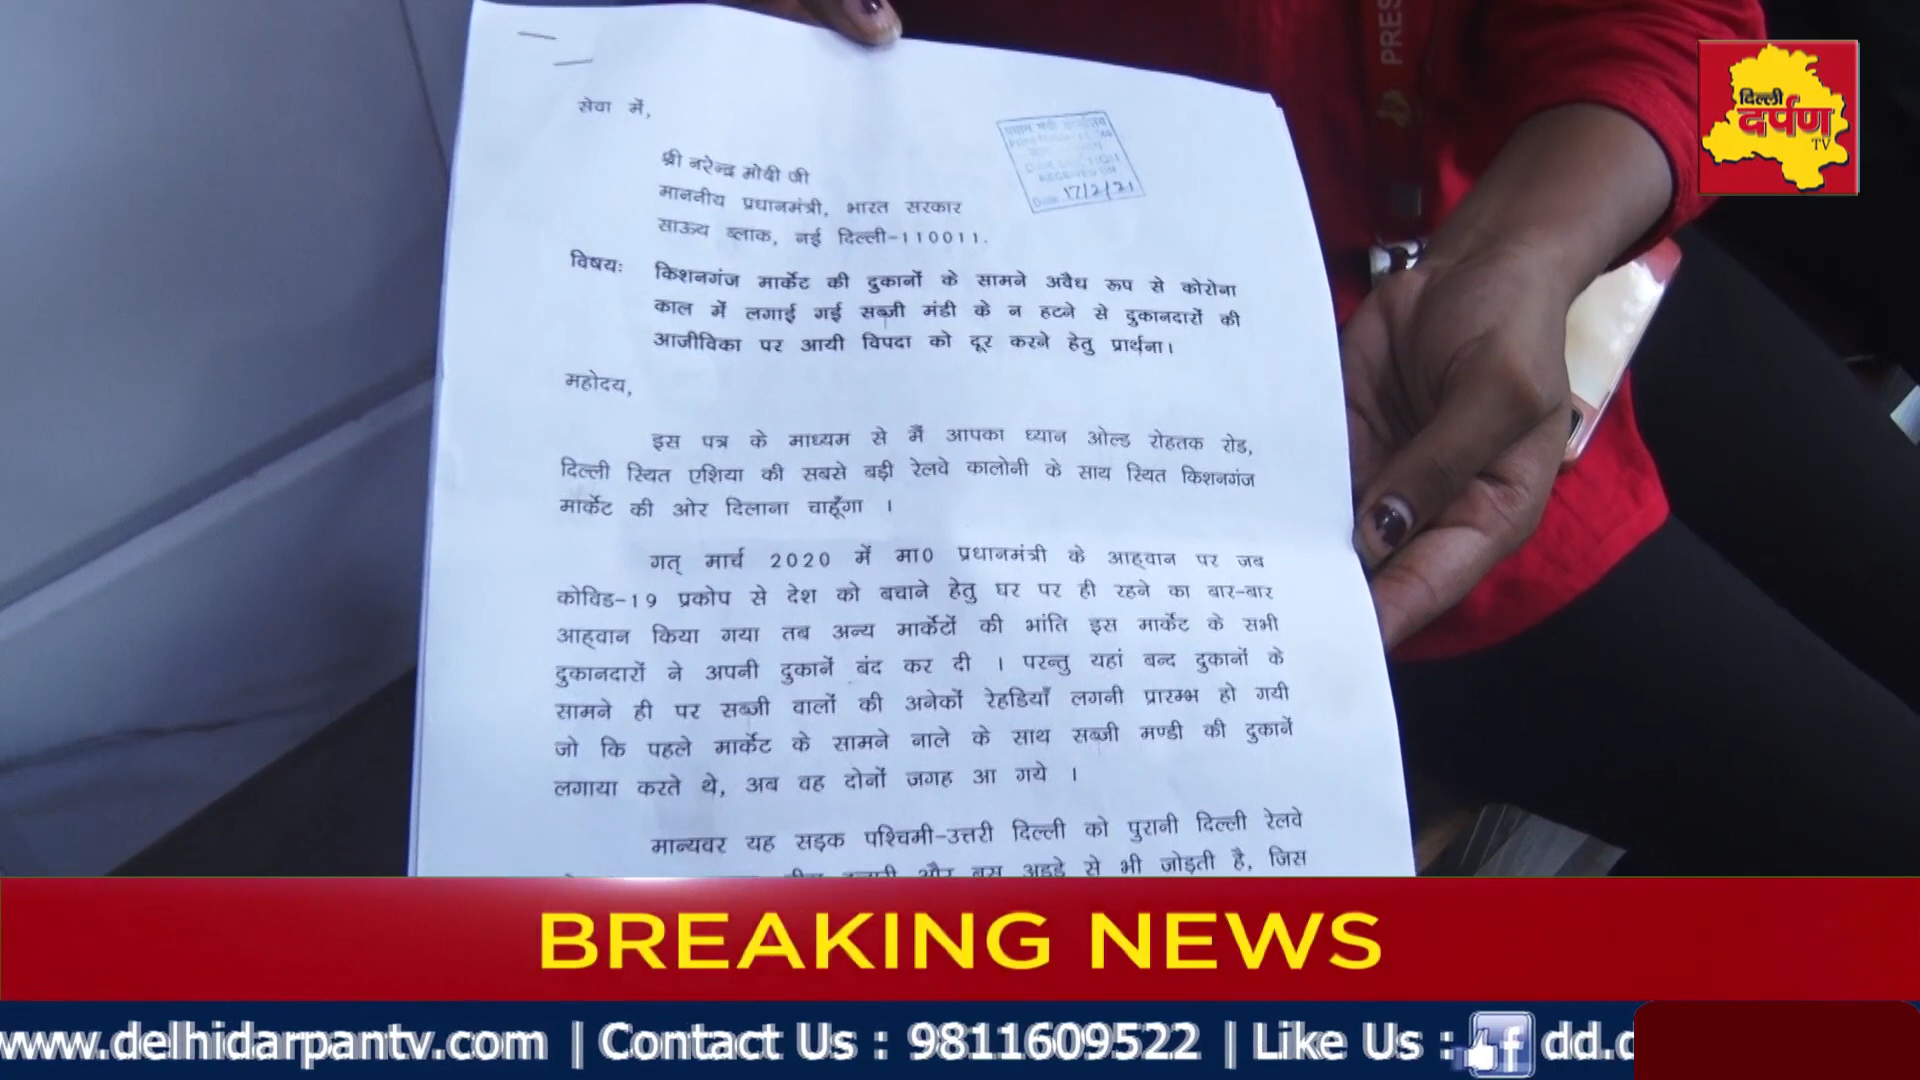 PRES
दिल्ली
दर्पण
TV
सेवा में,
17/2/21
श्री नरेन्द्र मोदी जी
माननीय प्रधानमंत्री, भारत सरकार
साऊथ ब्लाक, नई दिल्ली-110011.
विषयः किशनगंज मार्केट की दुकानों के सामने अवैध रूप से कोरोना
काल में लगाई गई सब्जी मंडी के न हटने से दुकानदारों की
आजीविका पर आयी विपदा को दूर करने हेतु प्रार्थना।
महोदय,
इस पत्र के माध्यम से मैं आपका ध्यान ओल्ड रोहतक रोड,
दिल्ली स्थित एशिया की सबसे बड़ी रेलवे कालोनी के साथ स्थित किशनगंज
मार्केट की ओर दिलाना चाहूँगा ।
गत् मार्च 2020 में मा0 प्रधानमंत्री के आह्वान पर जब
कोविड-19 प्रकोप से देश को बचाने हेतु घर पर ही रहने का बार-बार
आह्वान किया गया तब अन्य मार्केटों की भांति इस मार्केट के सभी
दुकानदारों ने अपनी दुकानें बंद कर दी । परन्तु यहां बन्द दुकानों के
सामने ही पर सब्जी वालों की अनेकों रेहडियाँ लगनी प्रारम्भ हो गयी
जो कि पहले मार्केट के सामने नाले के साथ सब्जी मण्डी की दुकानें
लगाया करते थे, अब वह दोनों जगह आ गये ।
मान्यवर यह सड़क पश्चिमी-उत्तरी दिल्ली को पुरानी दिल्ली रेलवे
और बस अड्डे से भी जोड़ती है, जिस
BREAKING NEWS
www.delhidarpantv.com | Contact Us : 9811609522 | Like Us : f dd.d